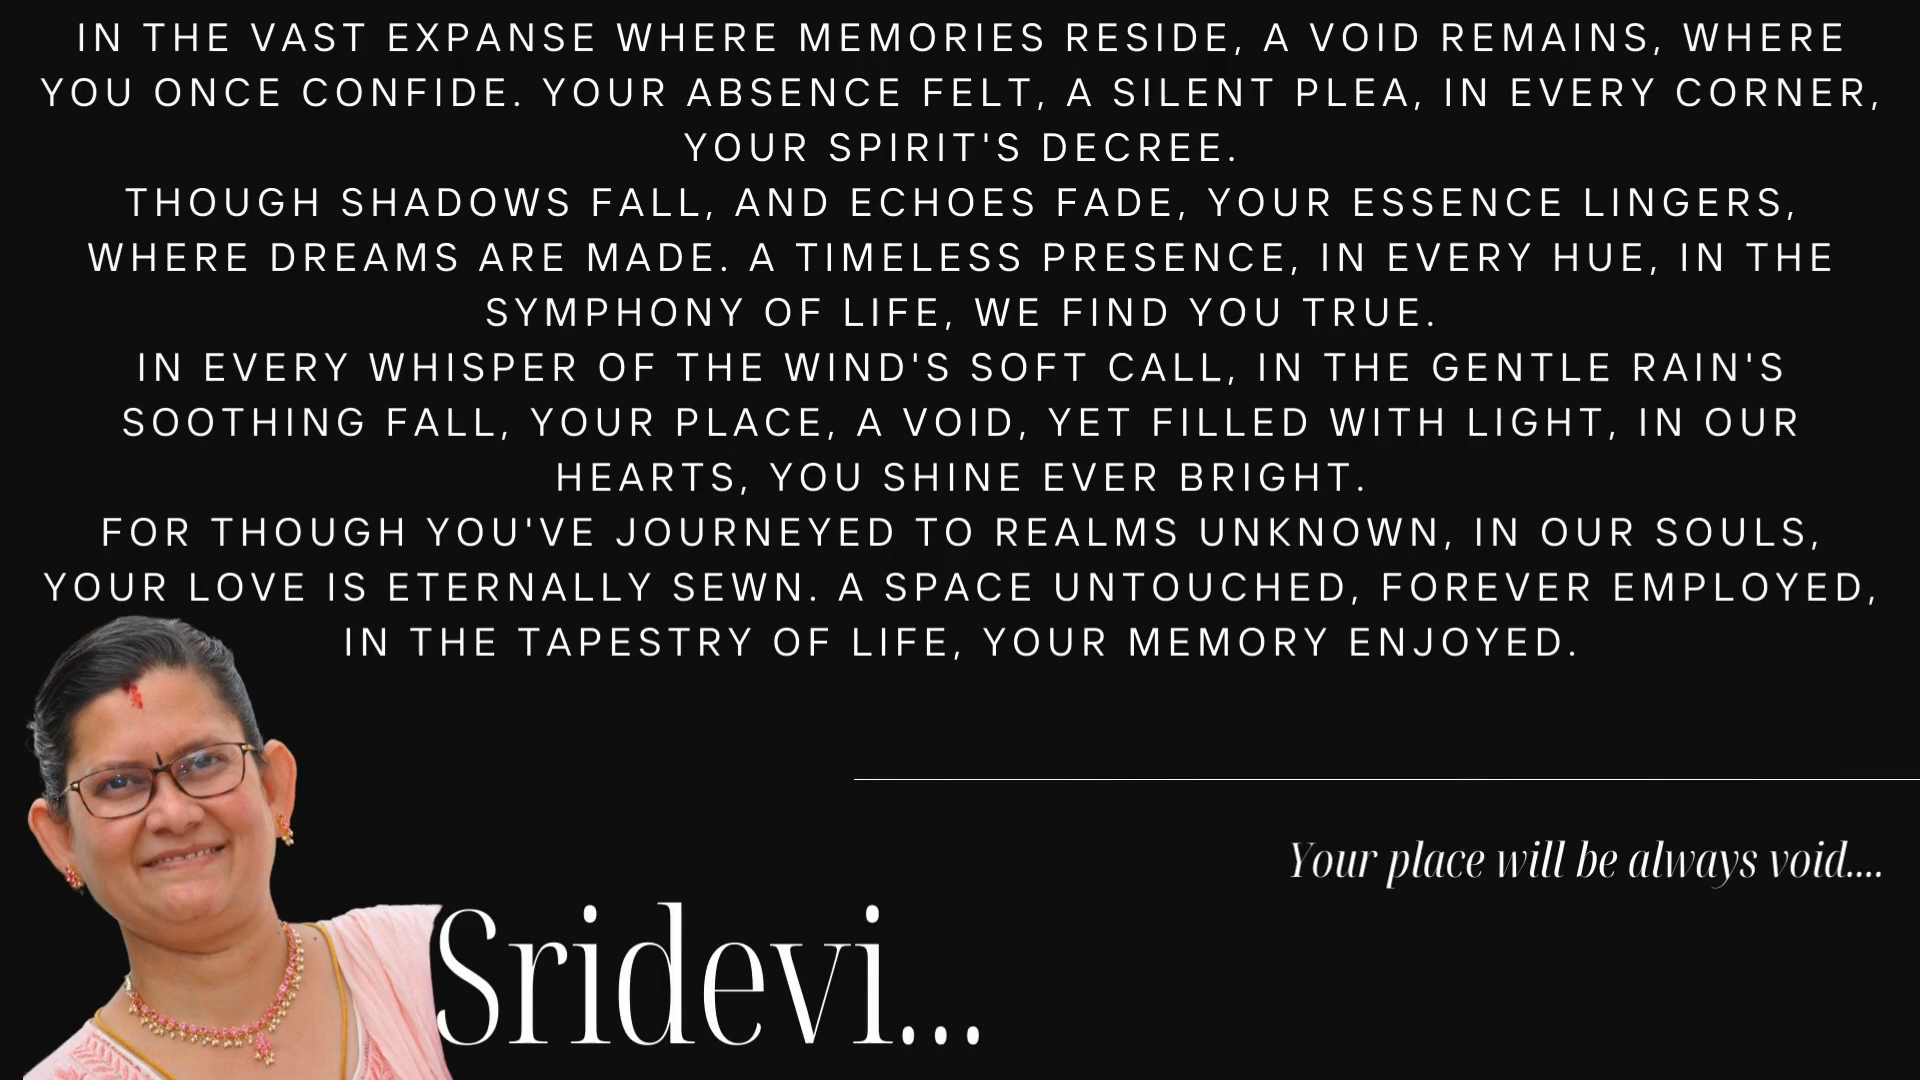 IN THE VAST EXPANSE WHERE MEMORIES RESIDE, A VOID REMAINS, WHERE
YOU ONCE CONFIDE. YOUR ABSENCE FELT, A SILENT PLEA, IN EVERY CORNER,
YOUR SPIRIT'S DECREE.
THOUGH SHADOWS FALL, AND ECHOES FADE, YOUR ESSENCE LINGERS,
WHERE DREAMS ARE MADE. A TIMELESS PRESENCE, IN EVERY HUE, IN THE
SYMPHONY OF LIFE, WE FIND YOU TRUE.
IN EVERY WHISPER OF THE WIND'S SOFT CALL, IN THE GENTLE RAIN'S
SOOTHING FALL, YOUR PLACE, A VOID, YET FILLED WITH LIGHT, IN OUR
HEARTS, YOU SHINE EVER BRIGHT.
FOR THOUGH YOU'VE JOURNEYED TO REALMS UNKNOWN, IN OUR SOULS,
YOUR LOVE IS ETERNALLY SEWN. A SPACE UNTOUCHED, FOREVER EMPLOYED,
IN THE TAPESTRY OF LIFE, YOUR MEMORY ENJOYED.
Your place will be always void....
Sridevi...